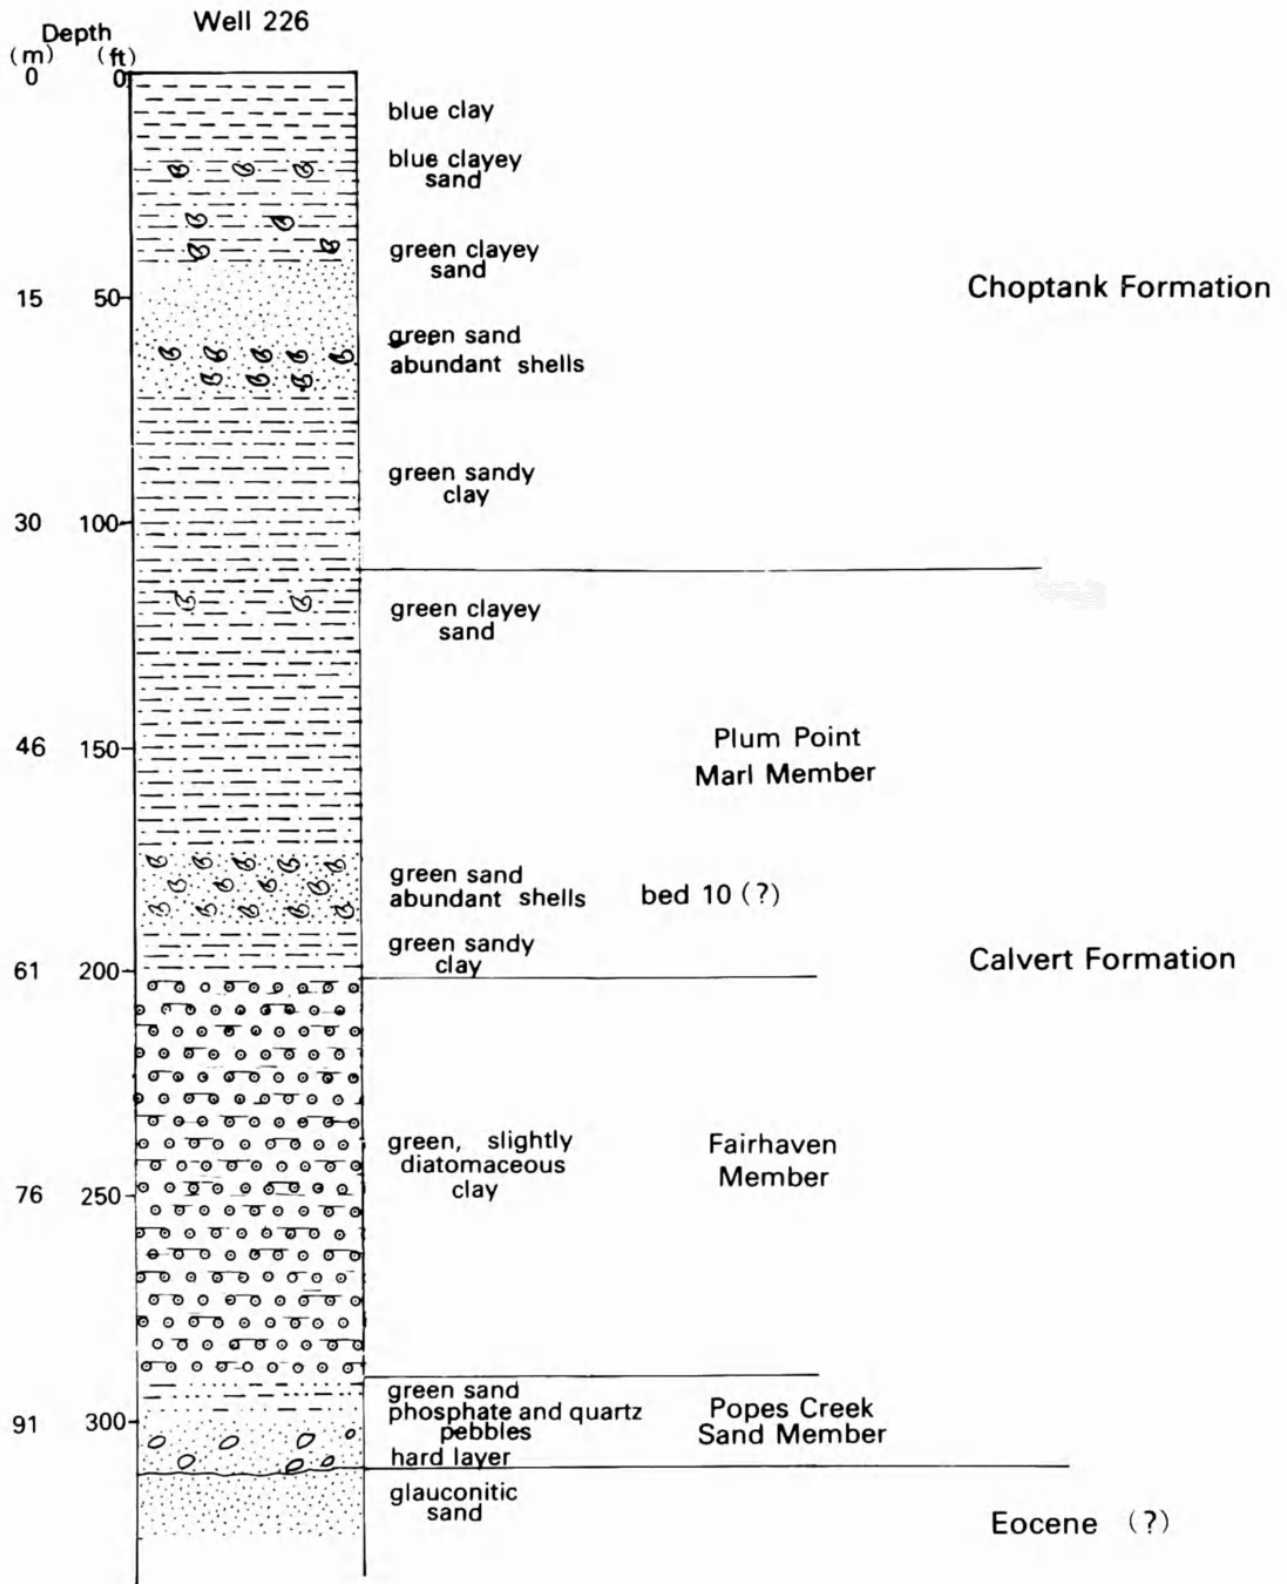 Well 226
Depth
(m) (ft)
0 0
blue clay
blue clayey
sand
green clayey
sand
15 50
Choptank Formation
green sand
abundant shells
green sandy
clay
30 100
green clayey
sand
46 150
Plum Point
Marl Member
green sand
abundant shells bed 10 (?)
green sandy
clay
61 200
Calvert Formation
green, slightly
diatomaceous
clay
Fairhaven
Member
76 250
green sand
phosphate and quartz
pebbles
Popes Creek
Sand Member
91 300
hard layer
glauconitic
sand
Eocene (?)